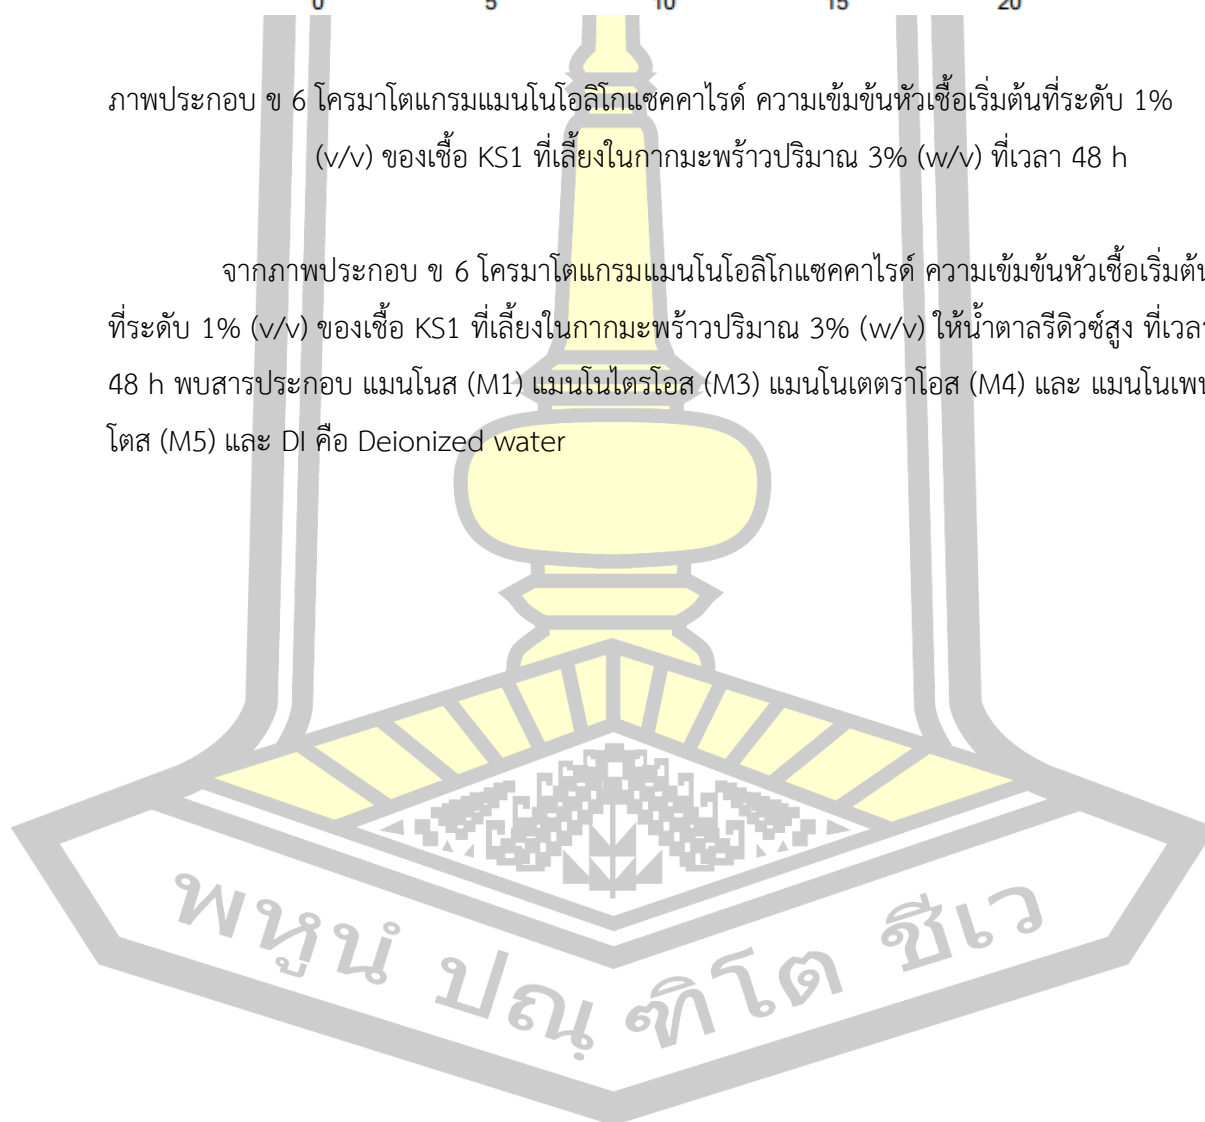 0 5 10 15 20
ภาพประกอบ ข 6 โครมาโตแกรมแมนโนโอลิโกแซคคาไรด์ ความเข้มข้นหัวเชื้อเริ่มต้นที่ระดับ 1%
(v/v) ของเชื้อ KS1 ที่เลี้ยงในกากมะพร้าวปริมาณ 3% (w/v) ที่เวลา 48 h
จากภาพประกอบ ข 6 โครมาโตแกรมแมนโนโอลิโกแซคคาไรด์ ความเข้มข้นหัวเชื้อเริ่มต้น
ที่ระดับ 1% (v/v) ของเชื้อ KS1 ที่เลี้ยงในกากมะพร้าวปริมาณ 3% (w/v) ให้น้ำตาลรีดิวซ์สูง ที่เวลา
48 h พบสารประกอบ แมนโนส (M1) แมนโนไตรโอส (M3) แมนโนเตตราโอส (M4) และ แมนโนเพน
โตส (M5) และ DI คือ Deionized water
พหูนํ ปณฺฑิโต ชีเว